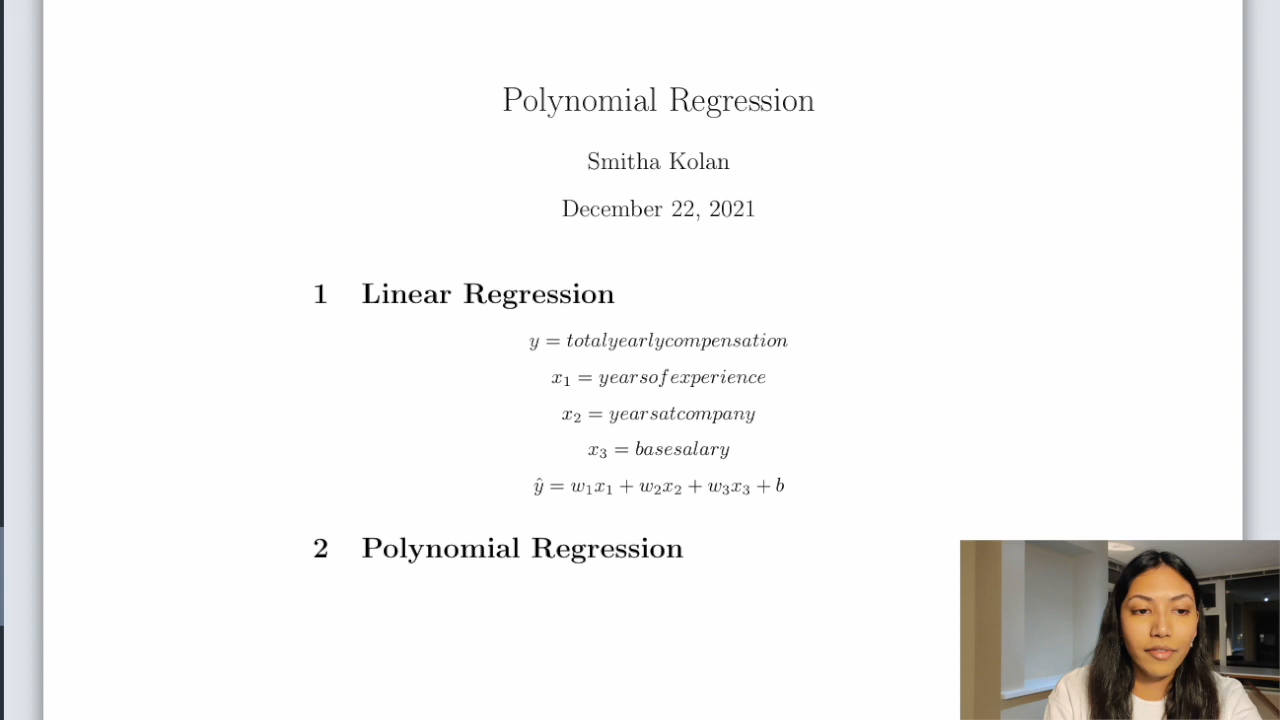 Polynomial Regression
Smitha Kolan
December 22, 2021
1 Linear Regression
y = totalyearlycompensation
x₁ = yearsofexperience
x₂ = yearsatcompany
x₃ = basesalary
ŷ = w₁x₁ + w₂x₂ + w₃x₃ + b
2 Polynomial Regression